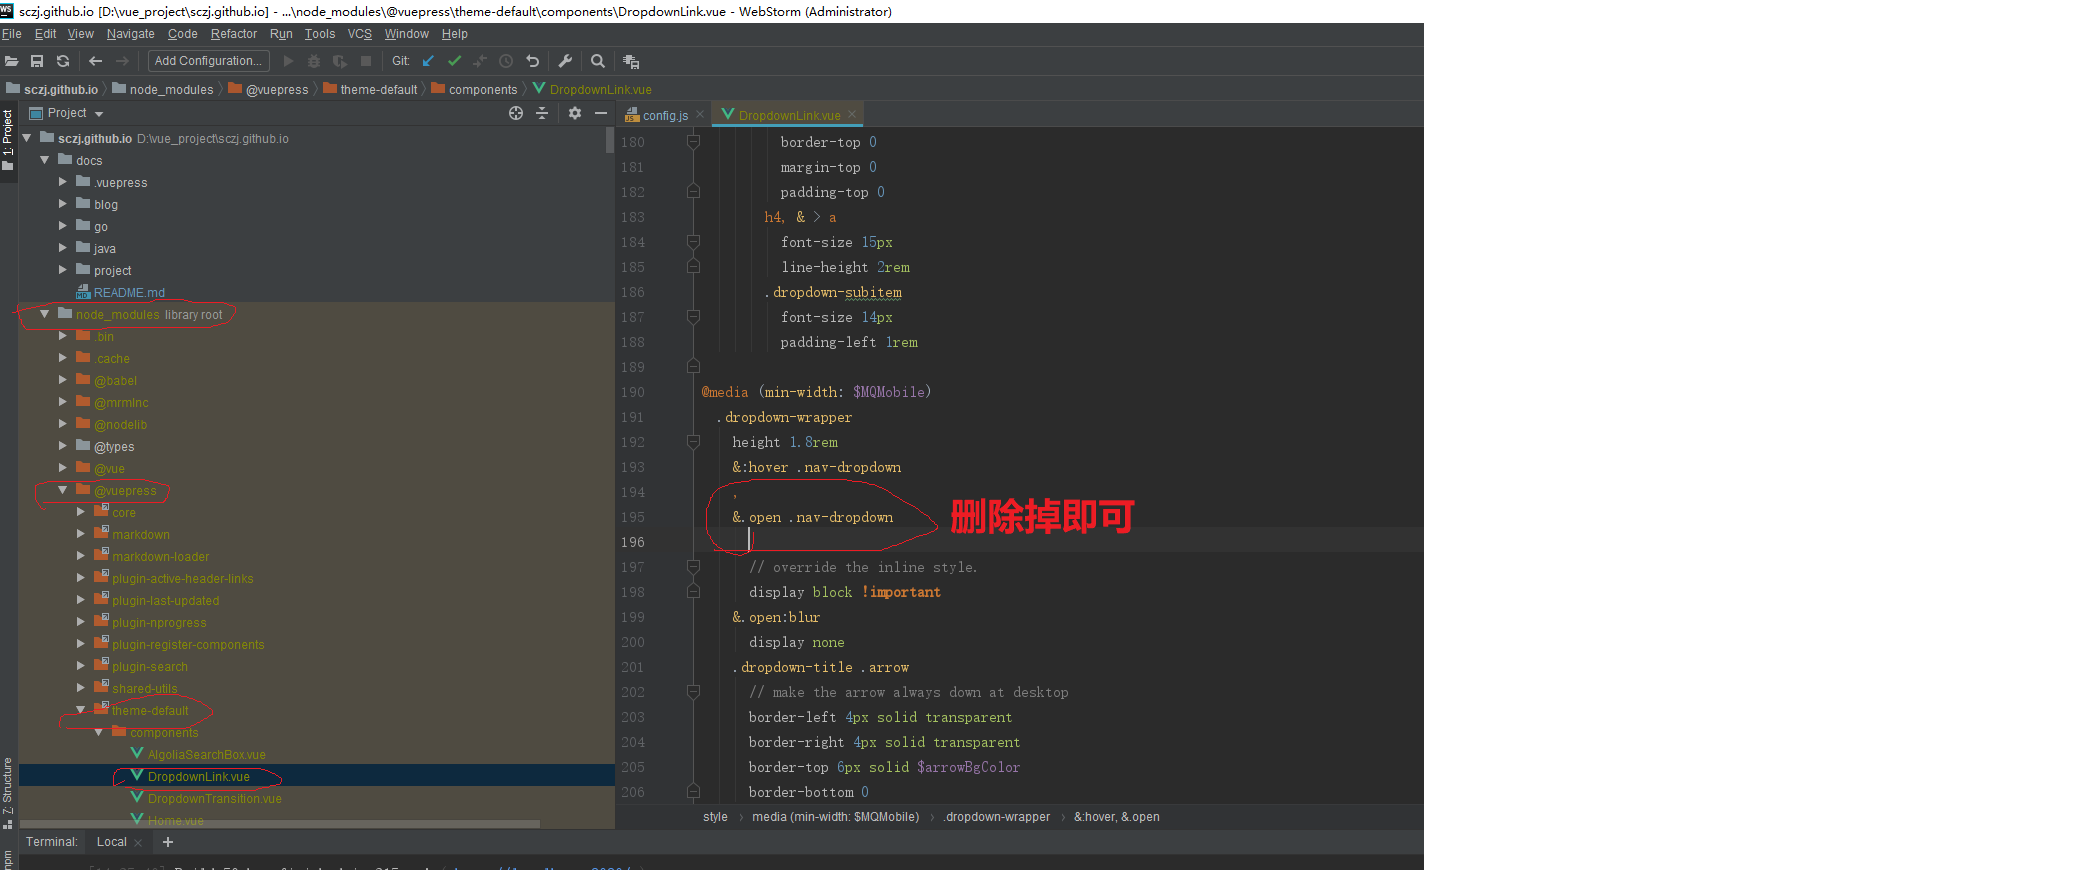 WS sczj.github.io [D:\vue_project\sczj.github.io] - ...\node_modules\@vuepress\theme-default\components\DropdownLink.vue - WebStorm (Administrator)
File Edit View Navigate Code Refactor Run Tools VCS Window Help
Add Configuration... Git:
sczj.github.io node_modules @vuepress theme-default components DropdownLink.vue
Project
config.js DropdownLink.vue
1: Project
7: Structure
npm
sczj.github.io D:\vue_project\sczj.github.io
docs
.vuepress
blog
go
java
project
README.md
node_modules library root
.bin
.cache
@babel
@mrmlnc
@nodelib
@types
@vue
@vuepress
core
markdown
markdown-loader
plugin-active-header-links
plugin-last-updated
plugin-nprogress
plugin-register-components
plugin-search
shared-utils
theme-default
components
AlgoliaSearchBox.vue
DropdownLink.vue
DropdownTransition.vue
Home.vue
180 border-top 0
181 margin-top 0
182 padding-top 0
183 h4, & > a
184 font-size 15px
185 line-height 2rem
186 .dropdown-subitem
187 font-size 14px
188 padding-left 1rem
189
190 @media (min-width: $MQMobile)
191 .dropdown-wrapper
192 height 1.8rem
193 &:hover .nav-dropdown
194 ,
195 &.open .nav-dropdown
196
197 // override the inline style.
198 display block !important
199 &.open:blur
200 display none
201 .dropdown-title .arrow
202 // make the arrow always down at desktop
203 border-left 4px solid transparent
204 border-right 4px solid transparent
205 border-top 6px solid $arrowBgColor
206 border-bottom 0
删除掉即可
style › media (min-width: $MQMobile) › .dropdown-wrapper › &:hover, &.open
Terminal: Local × +